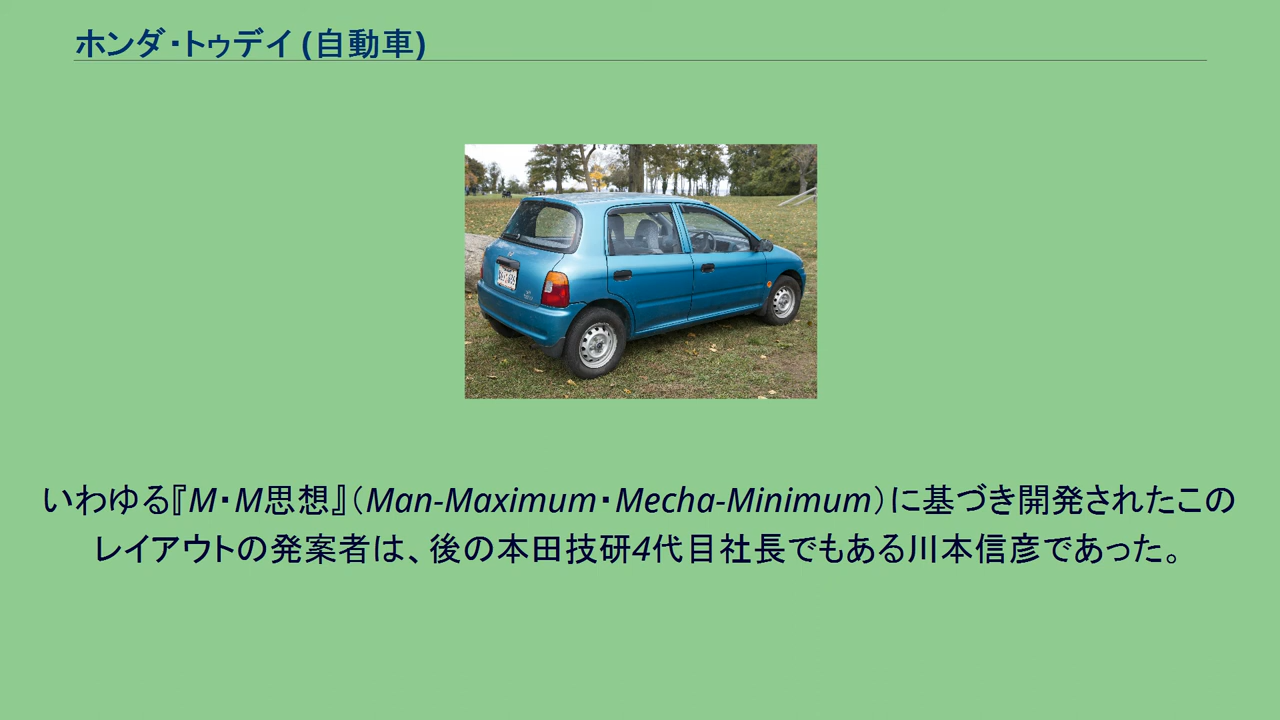 ホンダ・トゥデイ (自動車)
いわゆる『M・M思想』（Man-Maximum・Mecha-Minimum）に基づき開発されたこの
レイアウトの発案者は、後の本田技研4代目社長でもある川本信彦であった。